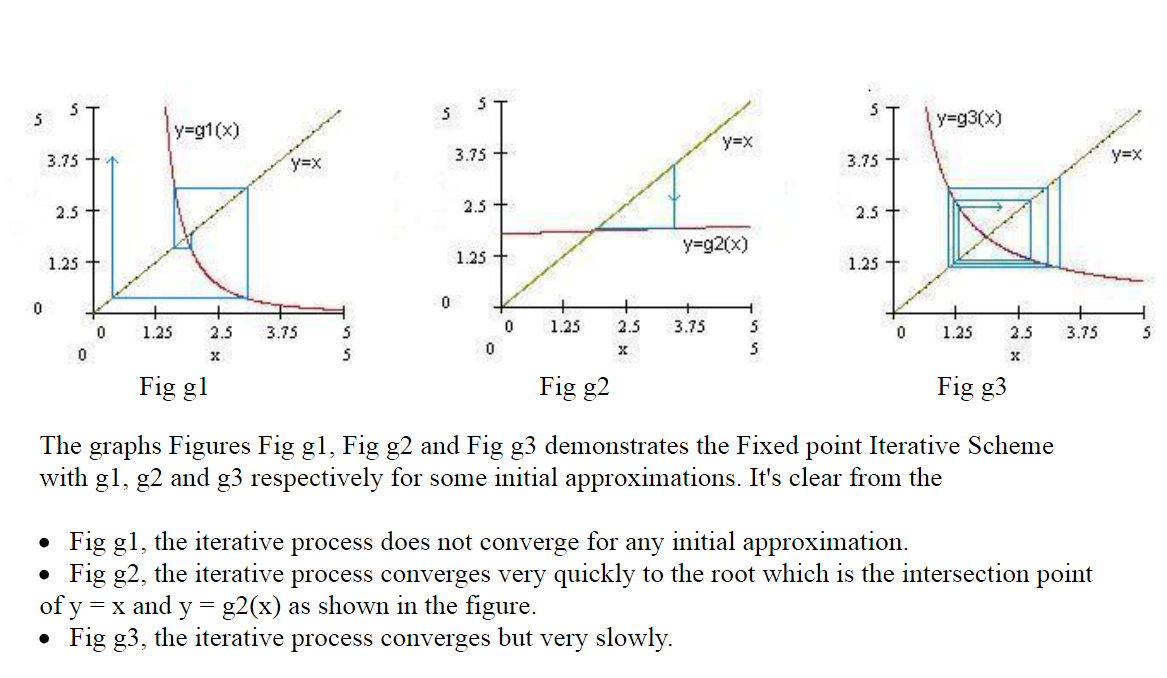 5
5
3.75
2.5
1.25
0
y=g1(x)
y=x
0 1.25 2.5 3.75 5
0 x 5
Fig g1
5
5
3.75
2.5
1.25
0
y=x
y=g2(x)
0 1.25 2.5 3.75 5
0 x 5
Fig g2
5
3.75
2.5
1.25
y=g3(x)
y=x
0 1.25 2.5 3.75 5
x
Fig g3
The graphs Figures Fig g1, Fig g2 and Fig g3 demonstrates the Fixed point Iterative Scheme
with g1, g2 and g3 respectively for some initial approximations. It's clear from the
• Fig g1, the iterative process does not converge for any initial approximation.
• Fig g2, the iterative process converges very quickly to the root which is the intersection point
of y = x and y = g2(x) as shown in the figure.
• Fig g3, the iterative process converges but very slowly.